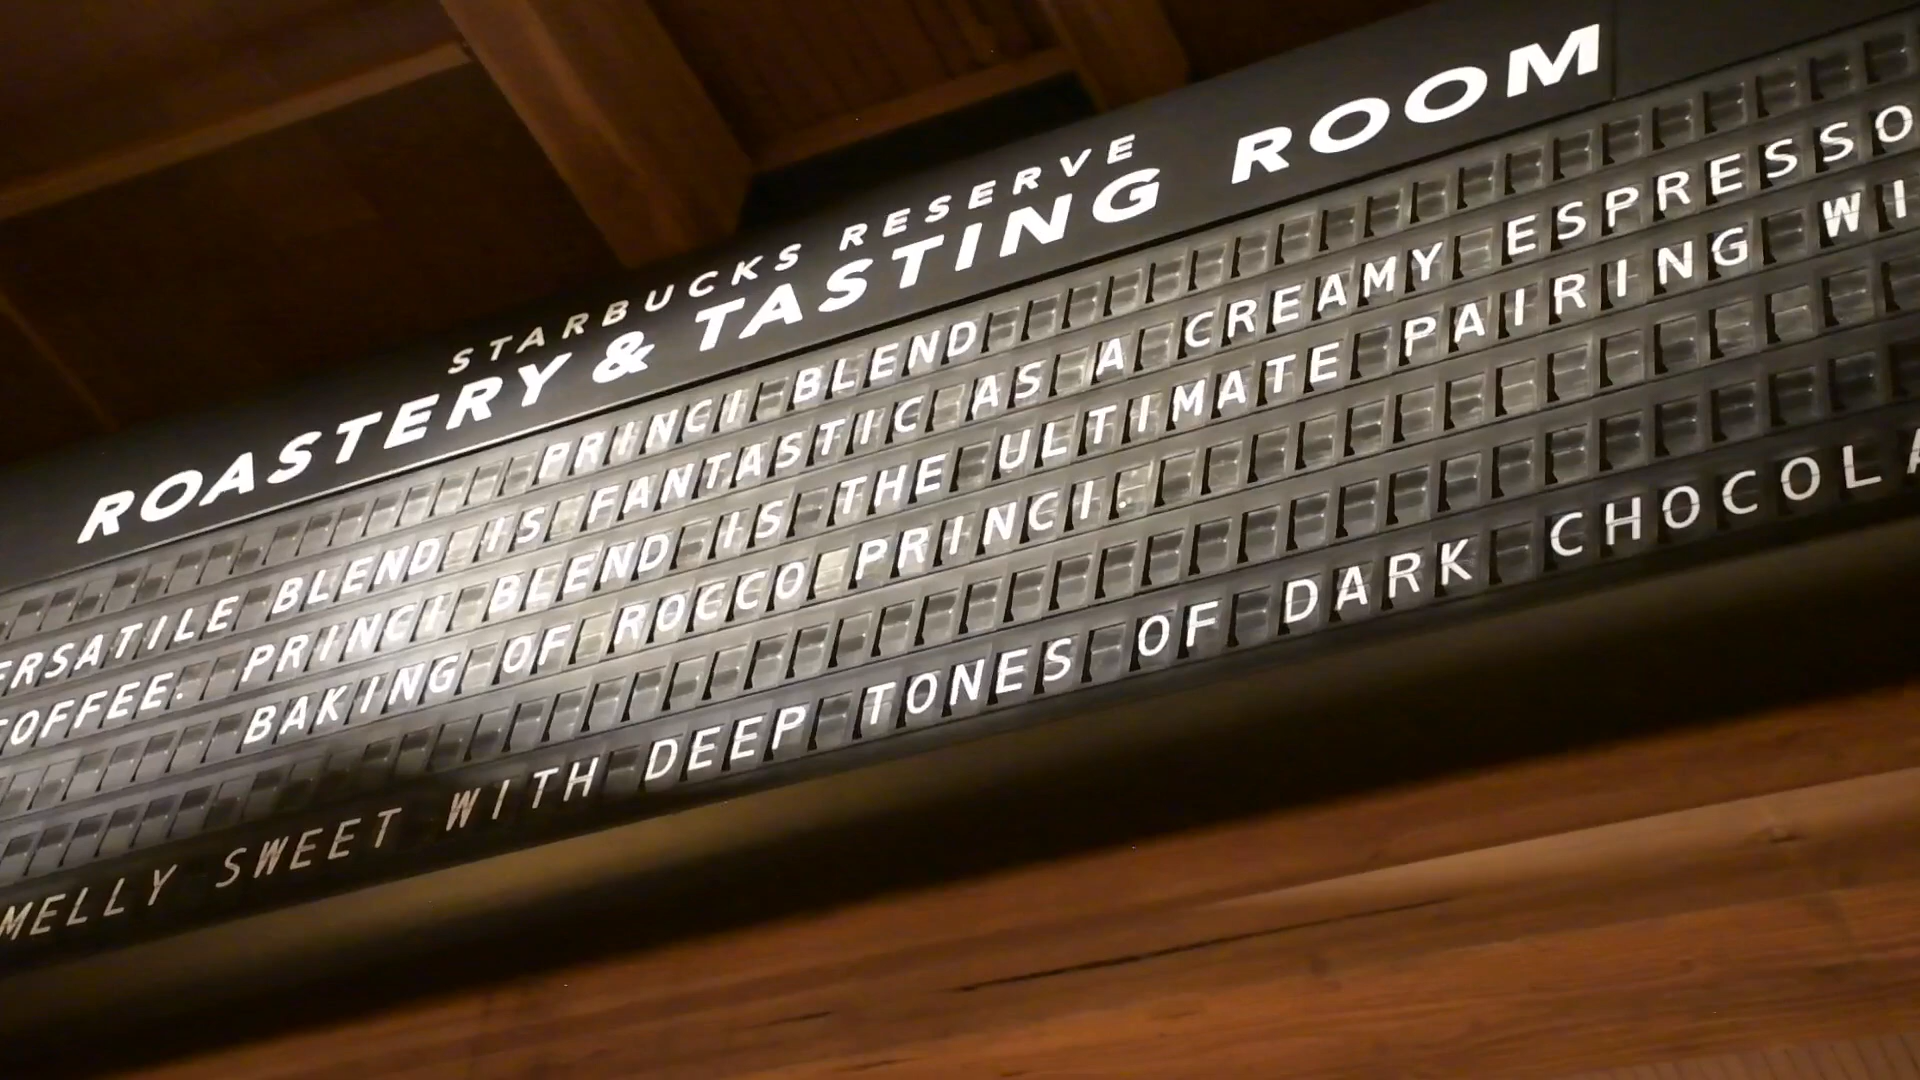 STARBUCKS RESERVE
ROASTERY & TASTING ROOM
PRINCI BLEND
ERSATILE BLEND IS FANTASTIC AS A CREAMY ESPRESSO
COFFEE. PRINCI BLEND IS THE ULTIMATE PAIRING WI
BAKING OF ROCCO PRINCI.
MELLY SWEET WITH DEEP TONES OF DARK CHOCOLA